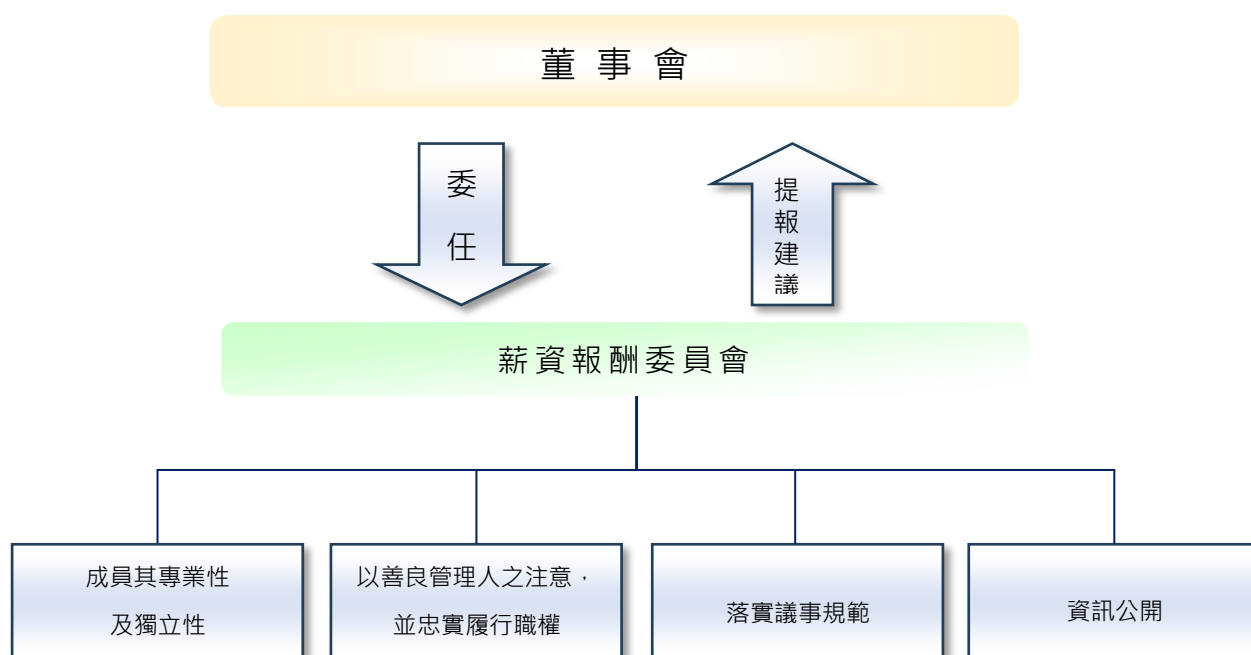 董事會
委
任
提
報
建
議
薪資報酬委員會
成員其專業性
及獨立性
以善良管理人之注意，
並忠實履行職權
落實議事規範
資訊公開